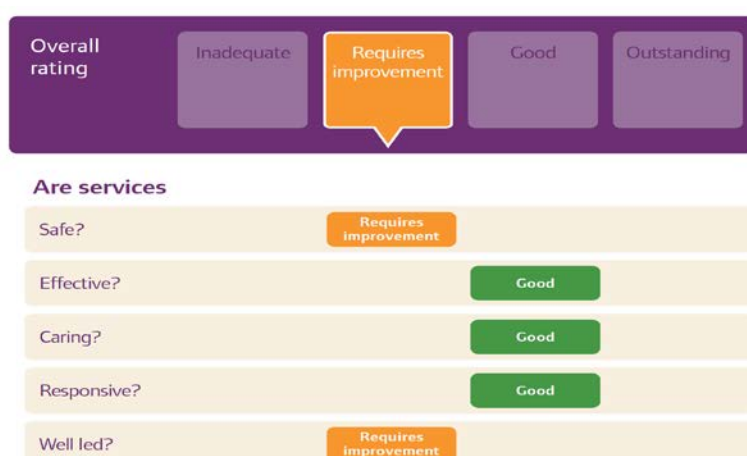 Overall rating
Inadequate
Requires improvement
Good
Outstanding
Are services
Safe?
Requires improvement
Effective?
Good
Caring?
Good
Responsive?
Good
Well led?
Requires improvement